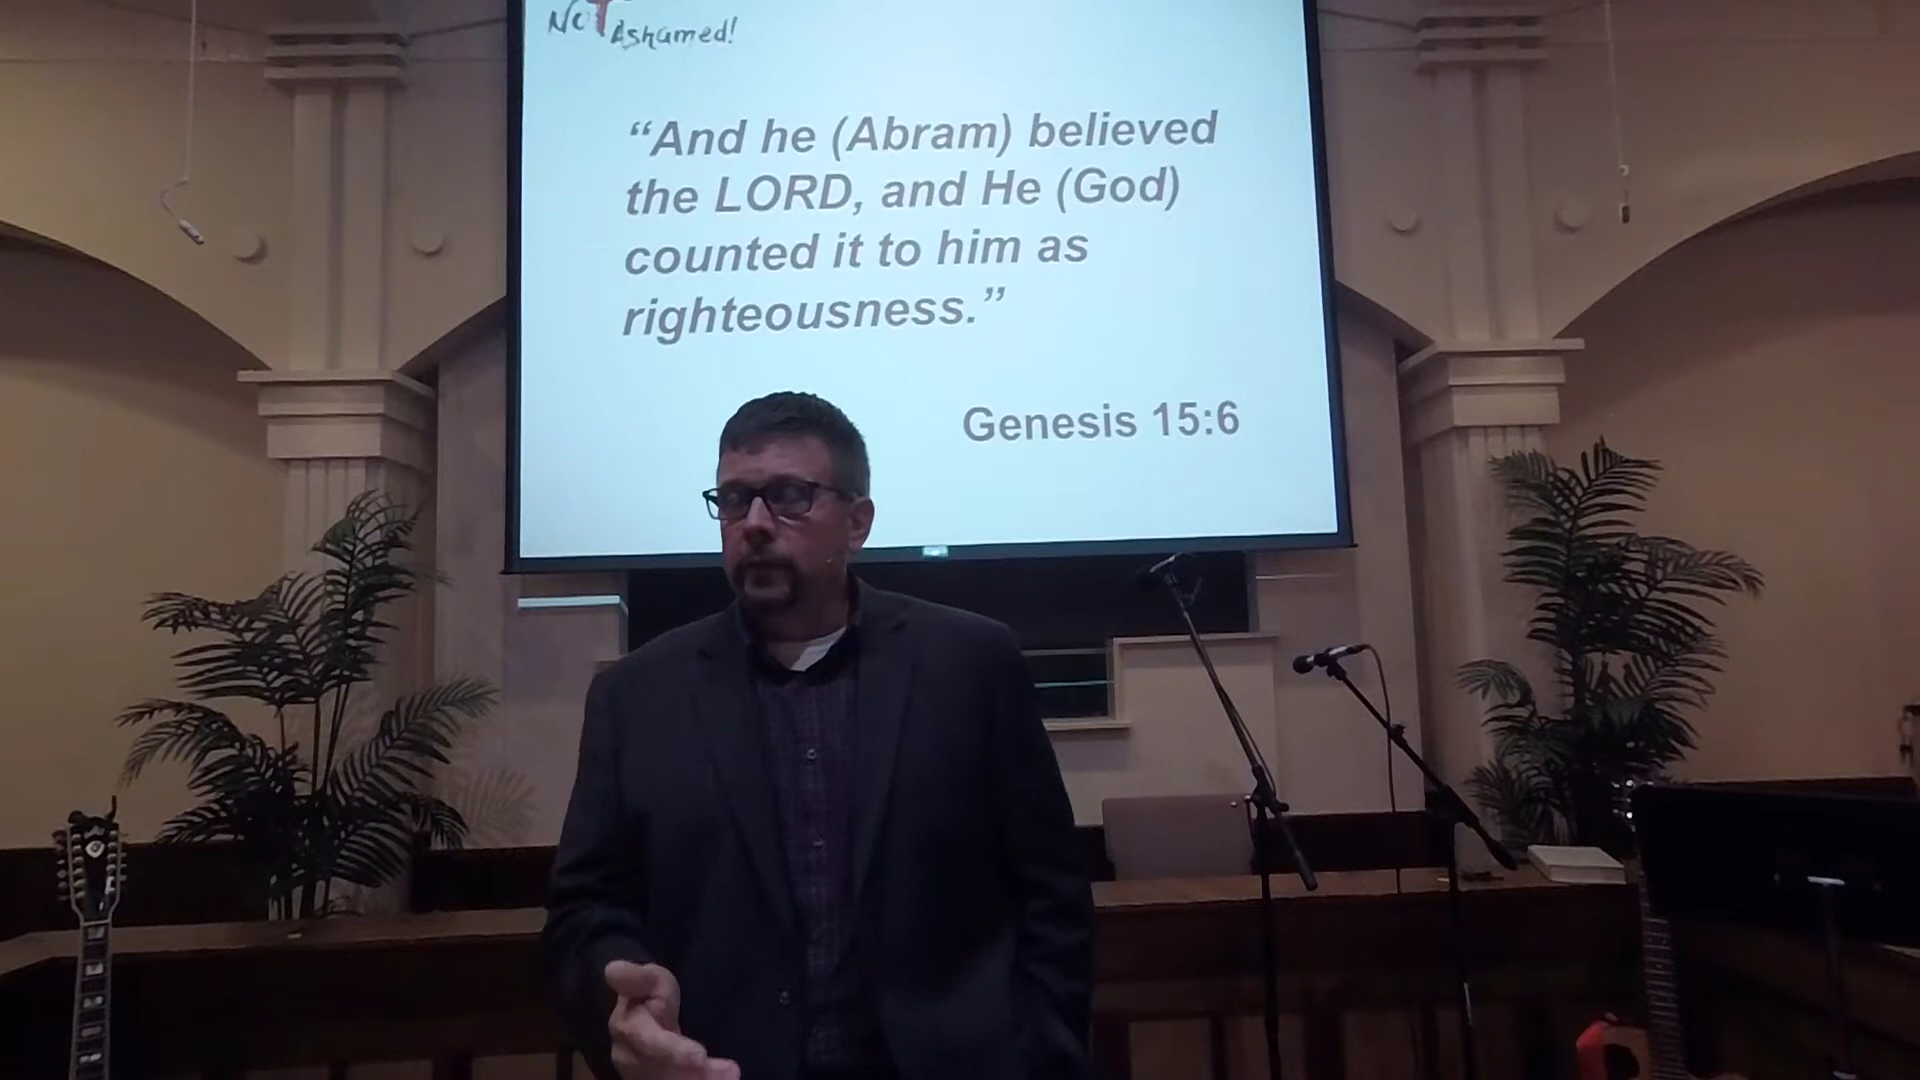 Not Ashamed!
“And he (Abram) believed
the LORD, and He (God)
counted it to him as
righteousness.”
Genesis 15:6